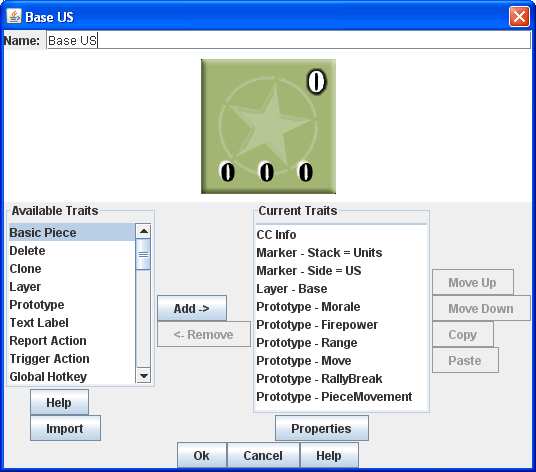 Base US
Name: Base US
0
0 0 0
Available Traits
Basic Piece
Delete
Clone
Layer
Prototype
Text Label
Report Action
Trigger Action
Global Hotkey
Add ->
<- Remove
Current Traits
CC Info
Marker - Stack = Units
Marker - Side = US
Layer - Base
Prototype - Morale
Prototype - Firepower
Prototype - Range
Prototype - Move
Prototype - RallyBreak
Prototype - PieceMovement
Move Up
Move Down
Copy
Paste
Help
Import
Properties
Ok Cancel Help